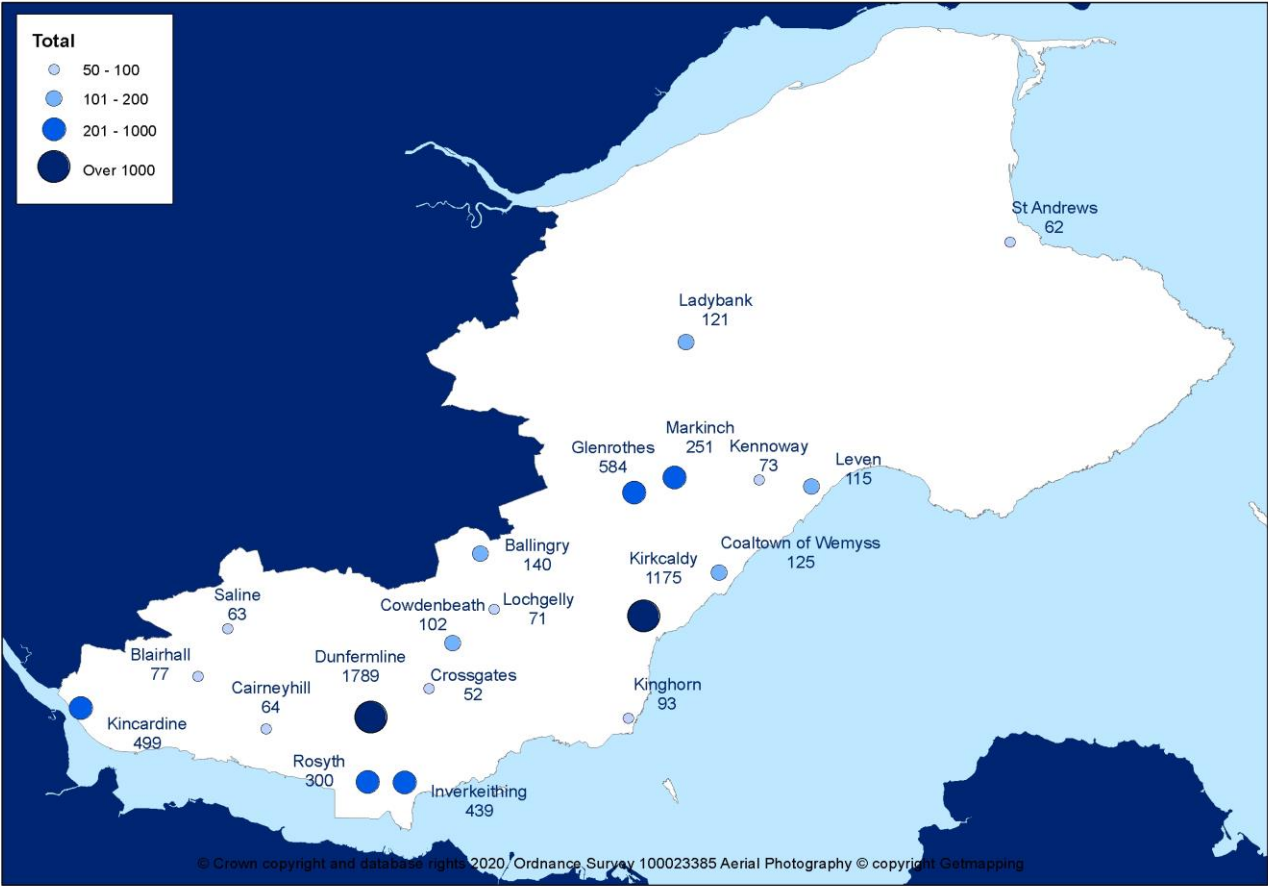 Total
50 - 100
101 - 200
201 - 1000
Over 1000
St Andrews
62
Ladybank
121
Markinch
251
Glenrothes
584
Kennoway
73
Leven
115
Ballingry
140
Coaltown of Wemyss
125
Kirkcaldy
1175
Saline
63
Cowdenbeath
102
Lochgelly
71
Blairhall
77
Dunfermline
1789
Crossgates
52
Cairneyhill
64
Kinghorn
93
Kincardine
499
Rosyth
300
Inverkeithing
439
© Crown copyright and database rights 2020, Ordnance Survey 100023385 Aerial Photography © copyright Getmapping